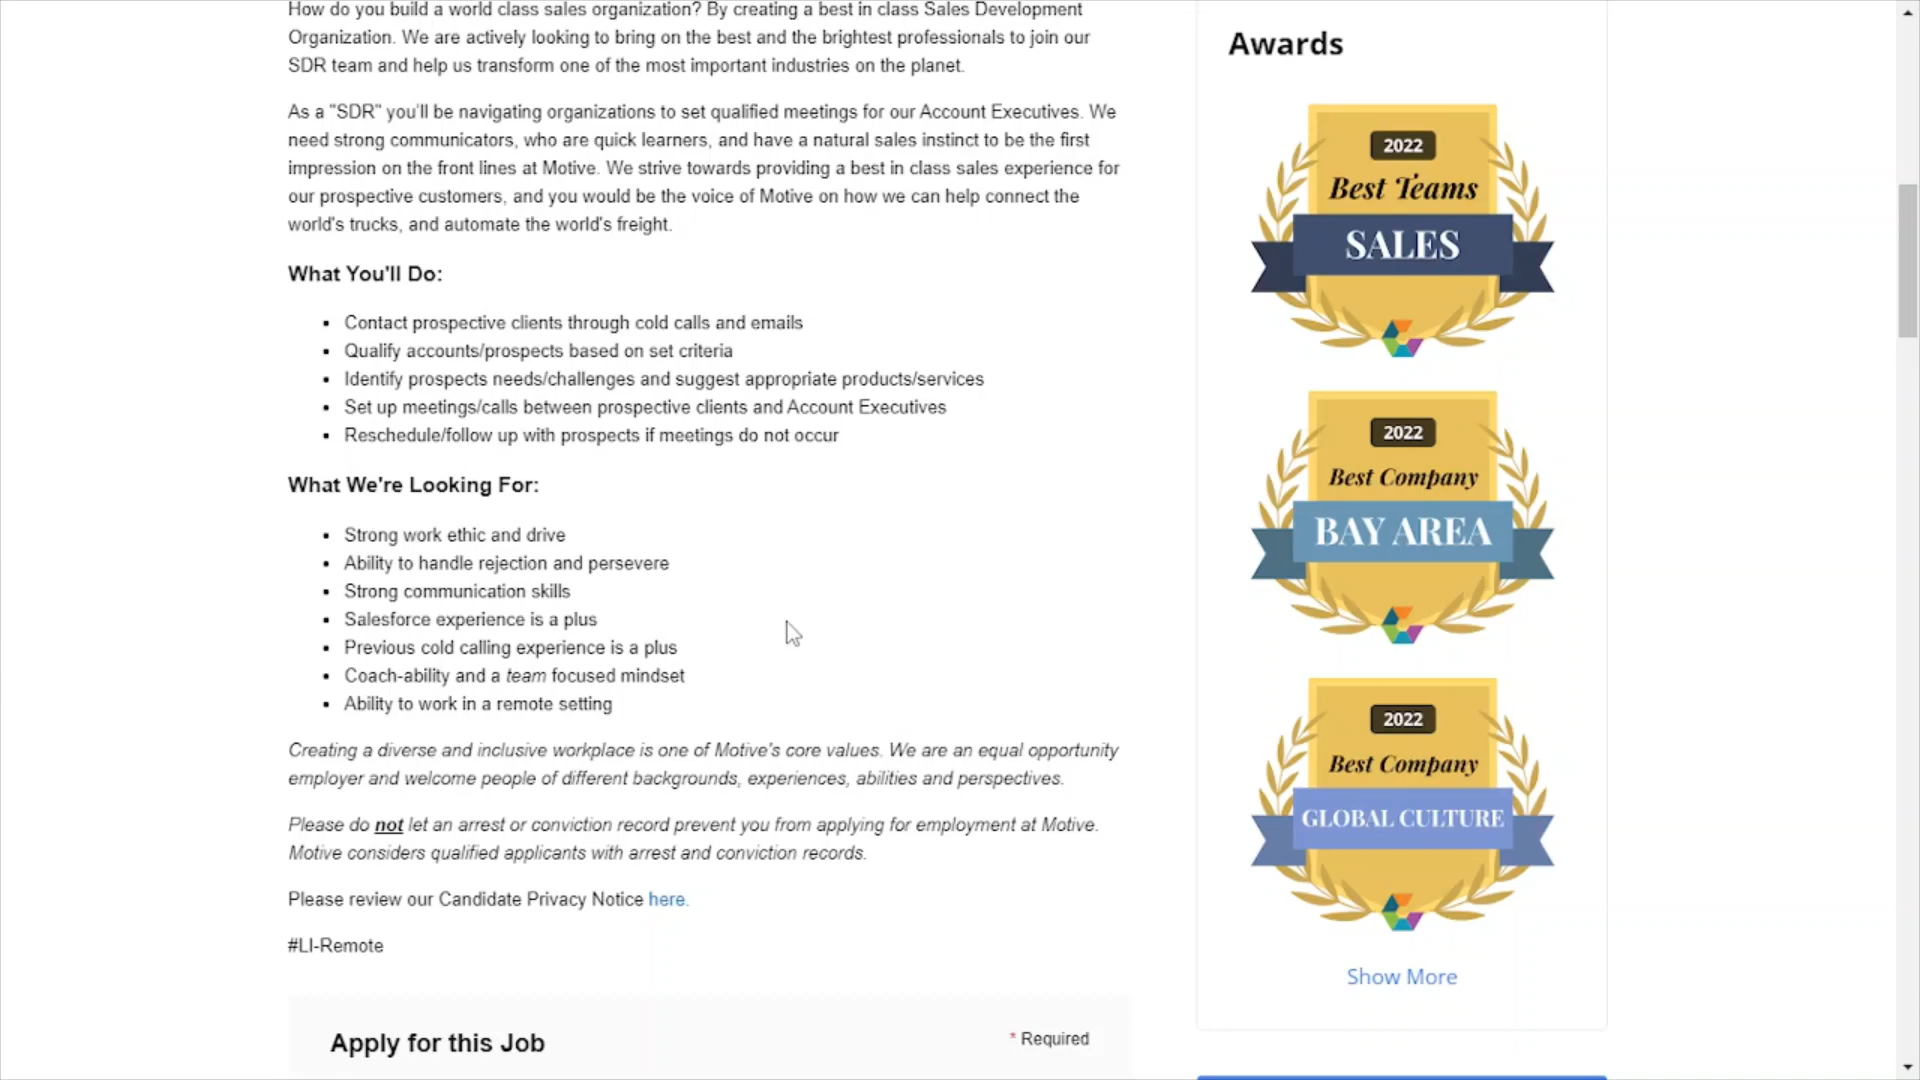 How do you build a world class sales organization? By creating a best in class Sales Development
Organization. We are actively looking to bring on the best and the brightest professionals to join our
SDR team and help us transform one of the most important industries on the planet.
As a "SDR" you'll be navigating organizations to set qualified meetings for our Account Executives. We
need strong communicators, who are quick learners, and have a natural sales instinct to be the first
impression on the front lines at Motive. We strive towards providing a best in class sales experience for
our prospective customers, and you would be the voice of Motive on how we can help connect the
world's trucks, and automate the world's freight.
What You'll Do:
Contact prospective clients through cold calls and emails
Qualify accounts/prospects based on set criteria
Identify prospects needs/challenges and suggest appropriate products/services
Set up meetings/calls between prospective clients and Account Executives
Reschedule/follow up with prospects if meetings do not occur
What We're Looking For:
Strong work ethic and drive
Ability to handle rejection and persevere
Strong communication skills
Salesforce experience is a plus
Previous cold calling experience is a plus
Coach-ability and a team focused mindset
Ability to work in a remote setting
Creating a diverse and inclusive workplace is one of Motive's core values. We are an equal opportunity
employer and welcome people of different backgrounds, experiences, abilities and perspectives.
Please do not let an arrest or conviction record prevent you from applying for employment at Motive.
Motive considers qualified applicants with arrest and conviction records.
Please review our Candidate Privacy Notice here.
#LI-Remote
Apply for this Job
* Required
Awards
2022
Best Teams
SALES
2022
Best Company
BAY AREA
2022
Best Company
GLOBAL CULTURE
Show More